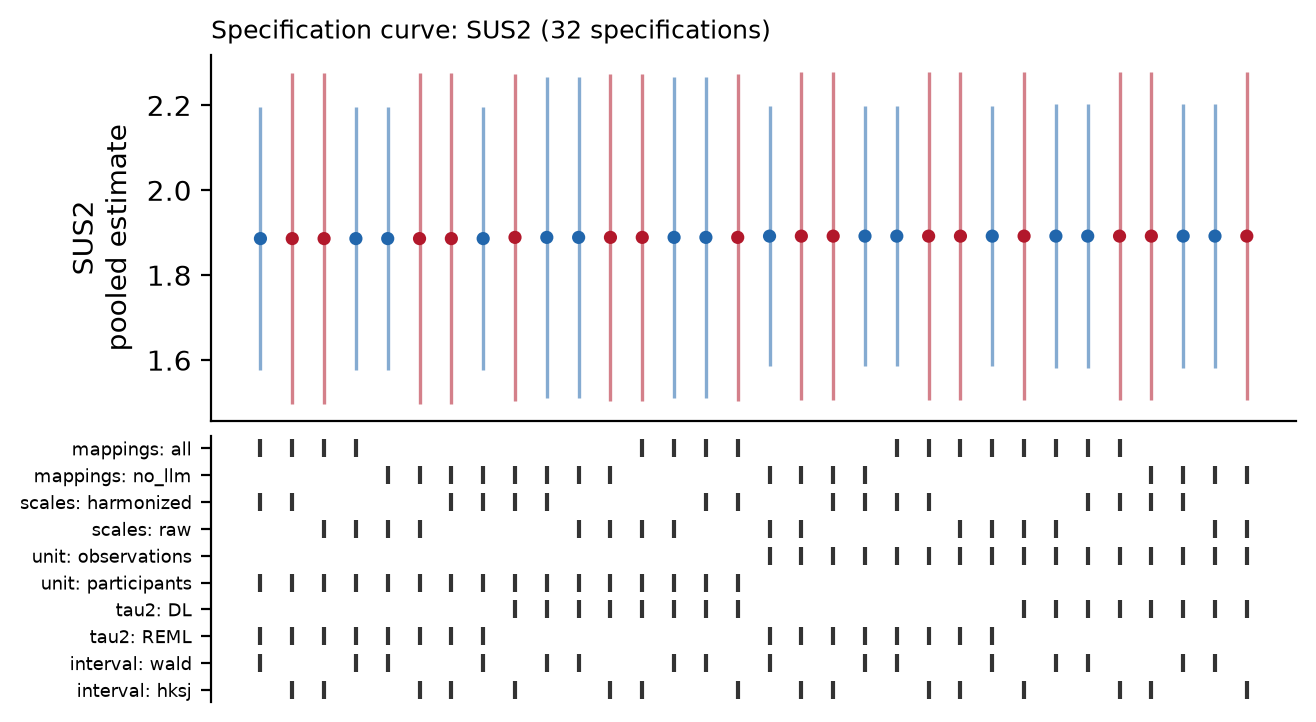 Specification curve: SUS2 (32 specifications)
SUS2
pooled estimate
2.2
2.0
1.8
1.6
mappings: all
mappings: no_llm
scales: harmonized
scales: raw
unit: observations
unit: participants
tau2: DL
tau2: REML
interval: wald
interval: hksj